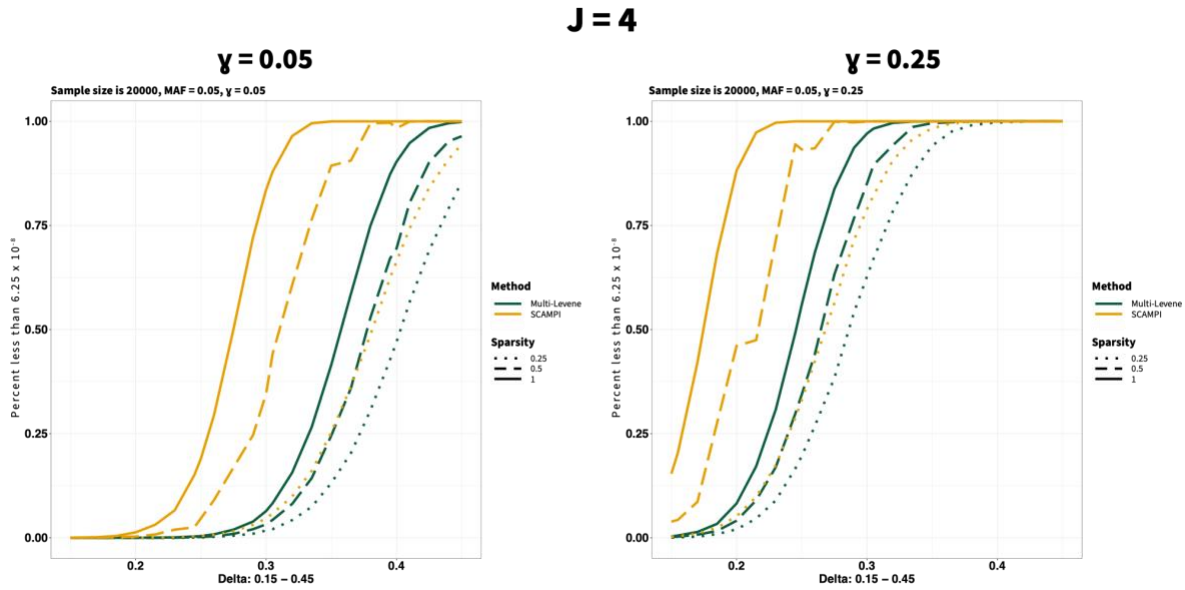 J = 4
ɣ = 0.05
Sample size is 20000, MAF = 0.05, ɣ = 0.05
1.00
0.75
0.50
0.25
0.00
Percent less than 6.25 x 10⁻⁸
0.2
0.3
0.4
Delta: 0.15 – 0.45
Method
Multi-Levene
SCAMPI
Sparsity
0.25
0.5
1
ɣ = 0.25
Sample size is 20000, MAF = 0.05, ɣ = 0.25
1.00
0.75
0.50
0.25
0.00
Percent less than 6.25 x 10⁻⁸
0.2
0.3
0.4
Delta: 0.15 – 0.45
Method
Multi-Levene
SCAMPI
Sparsity
0.25
0.5
1